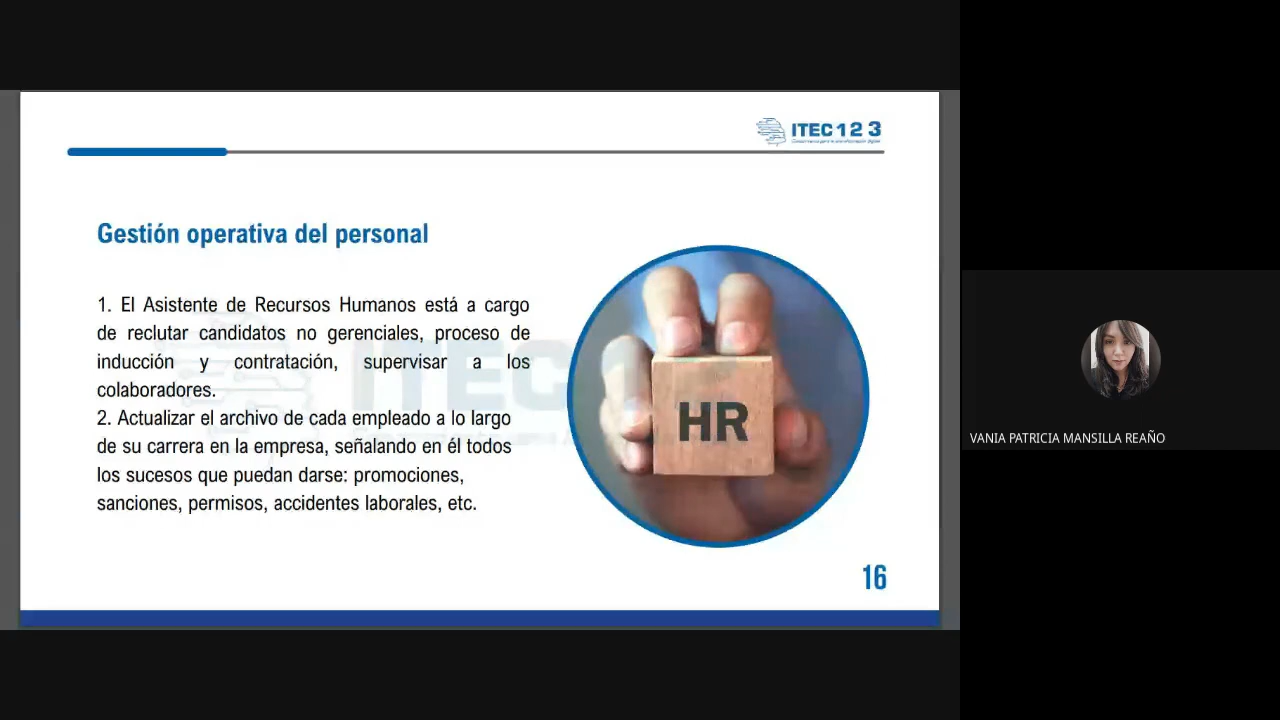 ITEC 1 2 3
Gestión operativa del personal
1. El Asistente de Recursos Humanos está a cargo
de reclutar candidatos no gerenciales, proceso de
inducción y contratación, supervisar a los
colaboradores.
2. Actualizar el archivo de cada empleado a lo largo
de su carrera en la empresa, señalando en él todos
los sucesos que puedan darse: promociones,
sanciones, permisos, accidentes laborales, etc.
HR
16
VANIA PATRICIA MANSILLA REAÑO